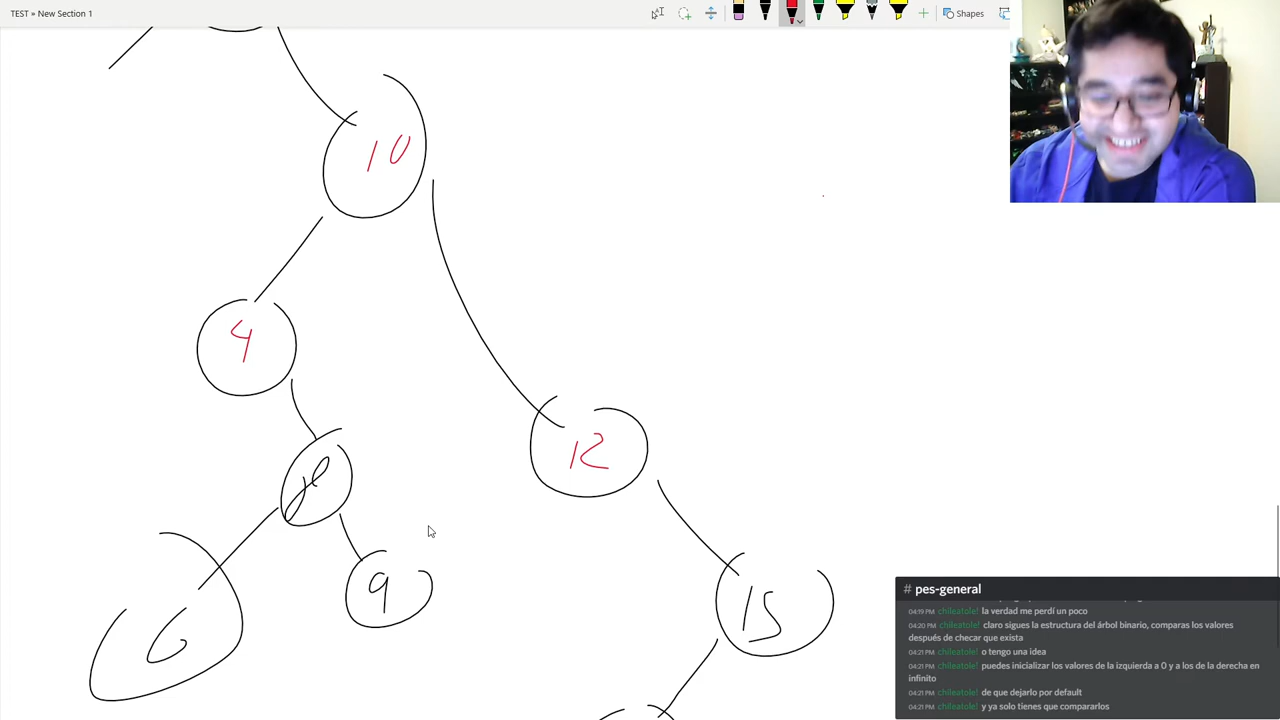 TEST » New Section 1
Shapes
10
4
12
9
15
6
# pes-general
04:19 PM chileatole! la verdad me perdí un poco
04:20 PM chileatole! claro sigues la estructura del árbol binario, comparas los valores
después de checar que exista
04:21 PM chileatole! o tengo una idea
04:21 PM chileatole! puedes inicializar los valores de la izquierda a 0 y a los de la derecha en
infinito
04:21 PM chileatole! de que dejarlo por default
04:21 PM chileatole! y ya solo tienes que compararlos